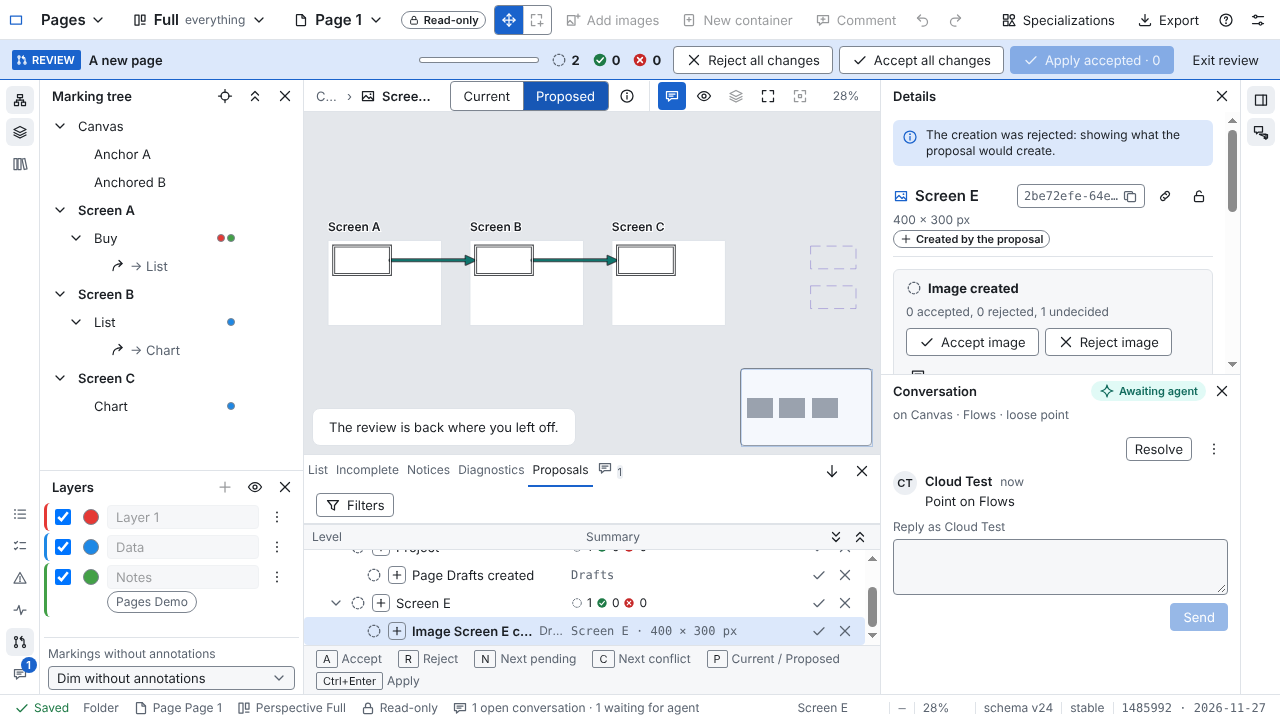 Pages
Full everything
Page 1
Read-only
Add images
New container
Comment
Specializations
Export
REVIEW
A new page
2
0
0
Reject all changes
Accept all changes
Apply accepted · 0
Exit review
Marking tree
Canvas
Anchor A
Anchored B
Screen A
Buy
→ List
Screen B
List
→ Chart
Screen C
Chart
Layers
Layer 1
Data
Notes
Pages Demo
Markings without annotations
Dim without annotations
C... › Scree...
Current
Proposed
28%
Screen A
Screen B
Screen C
The review is back where you left off.
List
Incomplete
Notices
Diagnostics
Proposals
1
Filters
Level
Summary
Page Drafts created
Drafts
Screen E
1 0 0
Image Screen E c... Dr... Screen E · 400 × 300 px
A Accept
R Reject
N Next pending
C Next conflict
P Current / Proposed
Ctrl+Enter Apply
Details
The creation was rejected: showing what the
proposal would create.
Screen E
2be72efe-64e…
400 × 300 px
Created by the proposal
Image created
0 accepted, 0 rejected, 1 undecided
Accept image
Reject image
Conversation
Awaiting agent
on Canvas · Flows · loose point
Resolve
CT
Cloud Test now
Point on Flows
Reply as Cloud Test
Send
1
Saved
Folder
Page Page 1
Perspective Full
Read-only
1 open conversation · 1 waiting for agent
Screen E
— 28%
schema v24
stable
1485992 · 2026-11-27